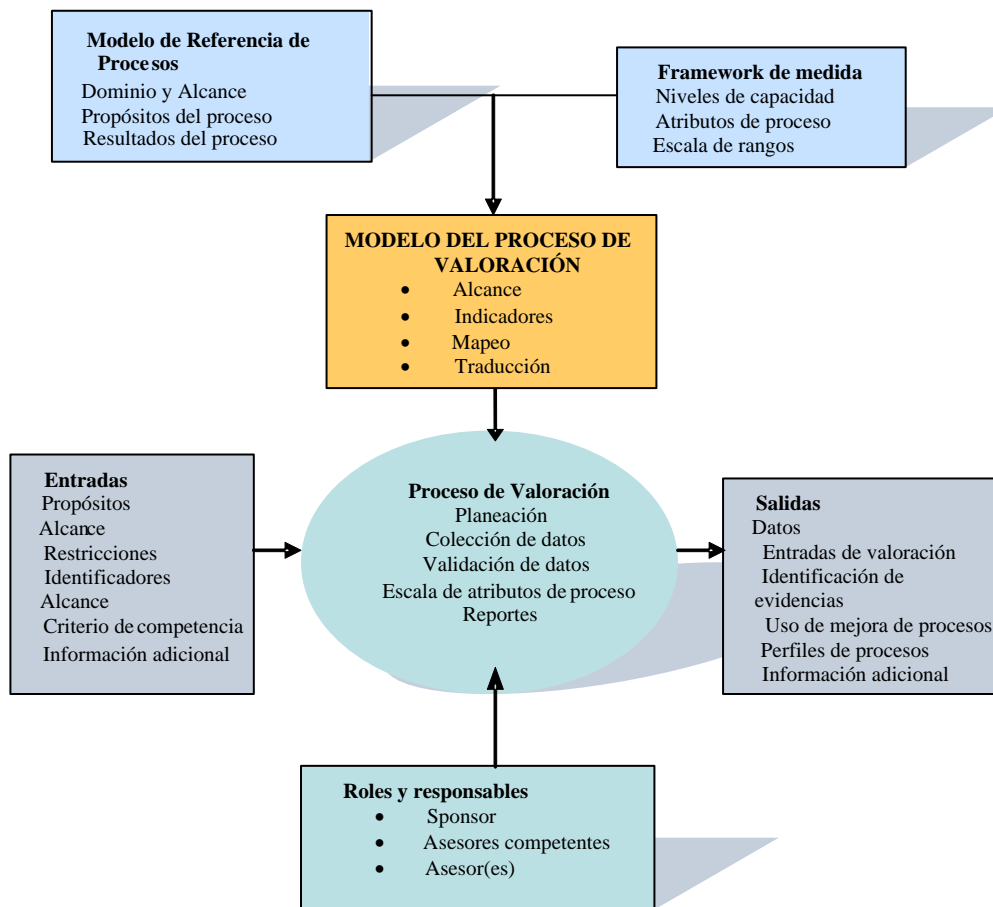 Modelo de Referencia de
Procesos
Dominio y Alcance
Propósitos del proceso
Resultados del proceso
Framework de medida
Niveles de capacidad
Atributos de proceso
Escala de rangos
MODELO DEL PROCESO DE
VALORACIÓN
• Alcance
• Indicadores
• Mapeo
• Traducción
Entradas
Propósitos
Alcance
Restricciones
Identificadores
Alcance
Criterio de competencia
Información adicional
Proceso de Valoración
Planeación
Colección de datos
Validación de datos
Escala de atributos de proceso
Reportes
Salidas
Datos
Entradas de valoración
Identificación de
evidencias
Uso de mejora de procesos
Perfiles de procesos
Información adicional
Roles y responsables
• Sponsor
• Asesores competentes
• Asesor(es)